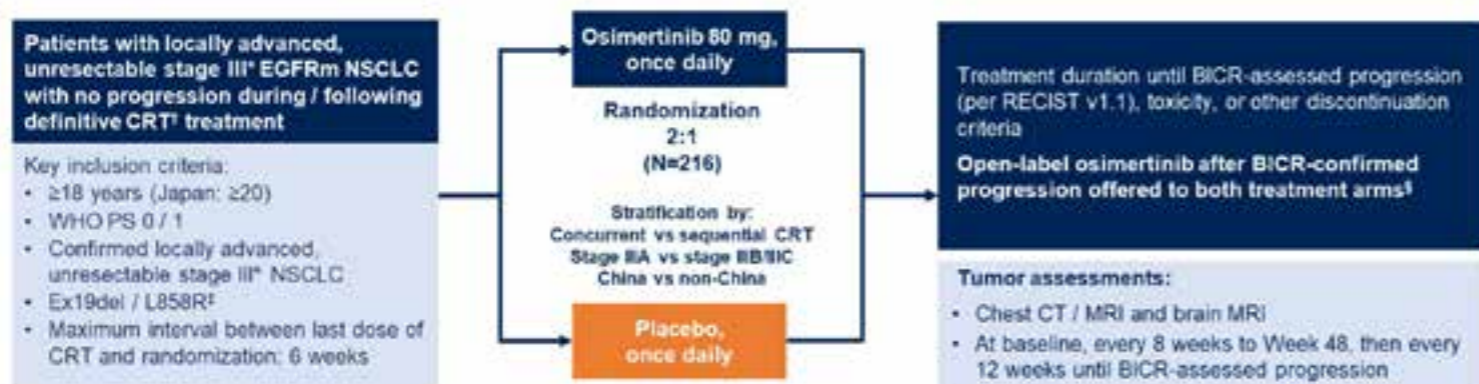 Patients with locally advanced,
unresectable stage III* EGFRm NSCLC
with no progression during / following
definitive CRT† treatment
Key inclusion criteria:
• ≥18 years (Japan: ≥20)
• WHO PS 0 / 1
• Confirmed locally advanced,
unresectable stage III* NSCLC
• Ex19del / L858R‡
• Maximum interval between last dose of
CRT and randomization: 6 weeks
Osimertinib 80 mg,
once daily
Randomization
2:1
(N=216)
Stratification by:
Concurrent vs sequential CRT
Stage IIIA vs stage IIIB/IIIC
China vs non-China
Placebo,
once daily
Treatment duration until BICR-assessed progression
(per RECIST v1.1), toxicity, or other discontinuation
criteria
Open-label osimertinib after BICR-confirmed
progression offered to both treatment arms§
Tumor assessments:
• Chest CT / MRI and brain MRI
• At baseline, every 8 weeks to Week 48, then every
12 weeks until BICR-assessed progression